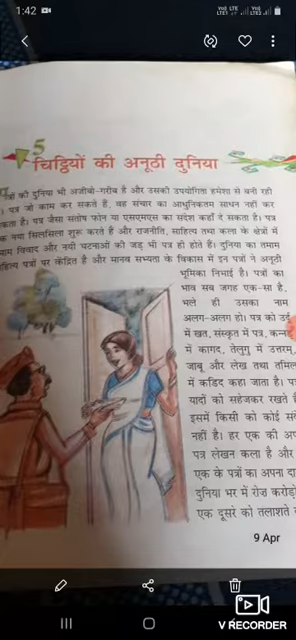 1:42
5
चिट्ठियों की अनूठी दुनिया
की दुनिया भी अजीबो-गरीब है और उसकी उपयोगिता हमेशा से बनी रही
पत्र जो काम कर सकते हैं, वह संचार का आधुनिकतम साधन नहीं कर
सकता है। पत्र जैसा संतोष फोन या एसएमएस का संदेश कहाँ दे सकता है। पत्र
नया सिलसिला शुरू करते हैं और राजनीति, साहित्य तथा कला के क्षेत्रों में
विवाद और नयी घटनाओं की जड़ भी पत्र ही होते हैं। दुनिया का तमाम
साहित्य पत्रों पर केंद्रित है और मानव सभ्यता के विकास में इन पत्रों ने अनूठी
भूमिका निभाई है। पत्रों का
भाव सब जगह एक-सा है,
भले ही उसका नाम
अलग-अलग हो। पत्र को उर्दू
में खत, संस्कृत में पत्र, कन्न
में कागद, तेलुगु में उत्तरम्,
जाबू और लेख तथा तमिल
में कडिद कहा जाता है। पत्र
यादों को सहेजकर रखते हैं
इसमें किसी को कोई सं
नहीं है। हर एक की अप
पत्र लेखन कला है और
एक के पत्रों का अपना दा
दुनिया भर में रोज़ करोड़ों
एक दूसरे को तलाशते
9 Apr
V RECORDER